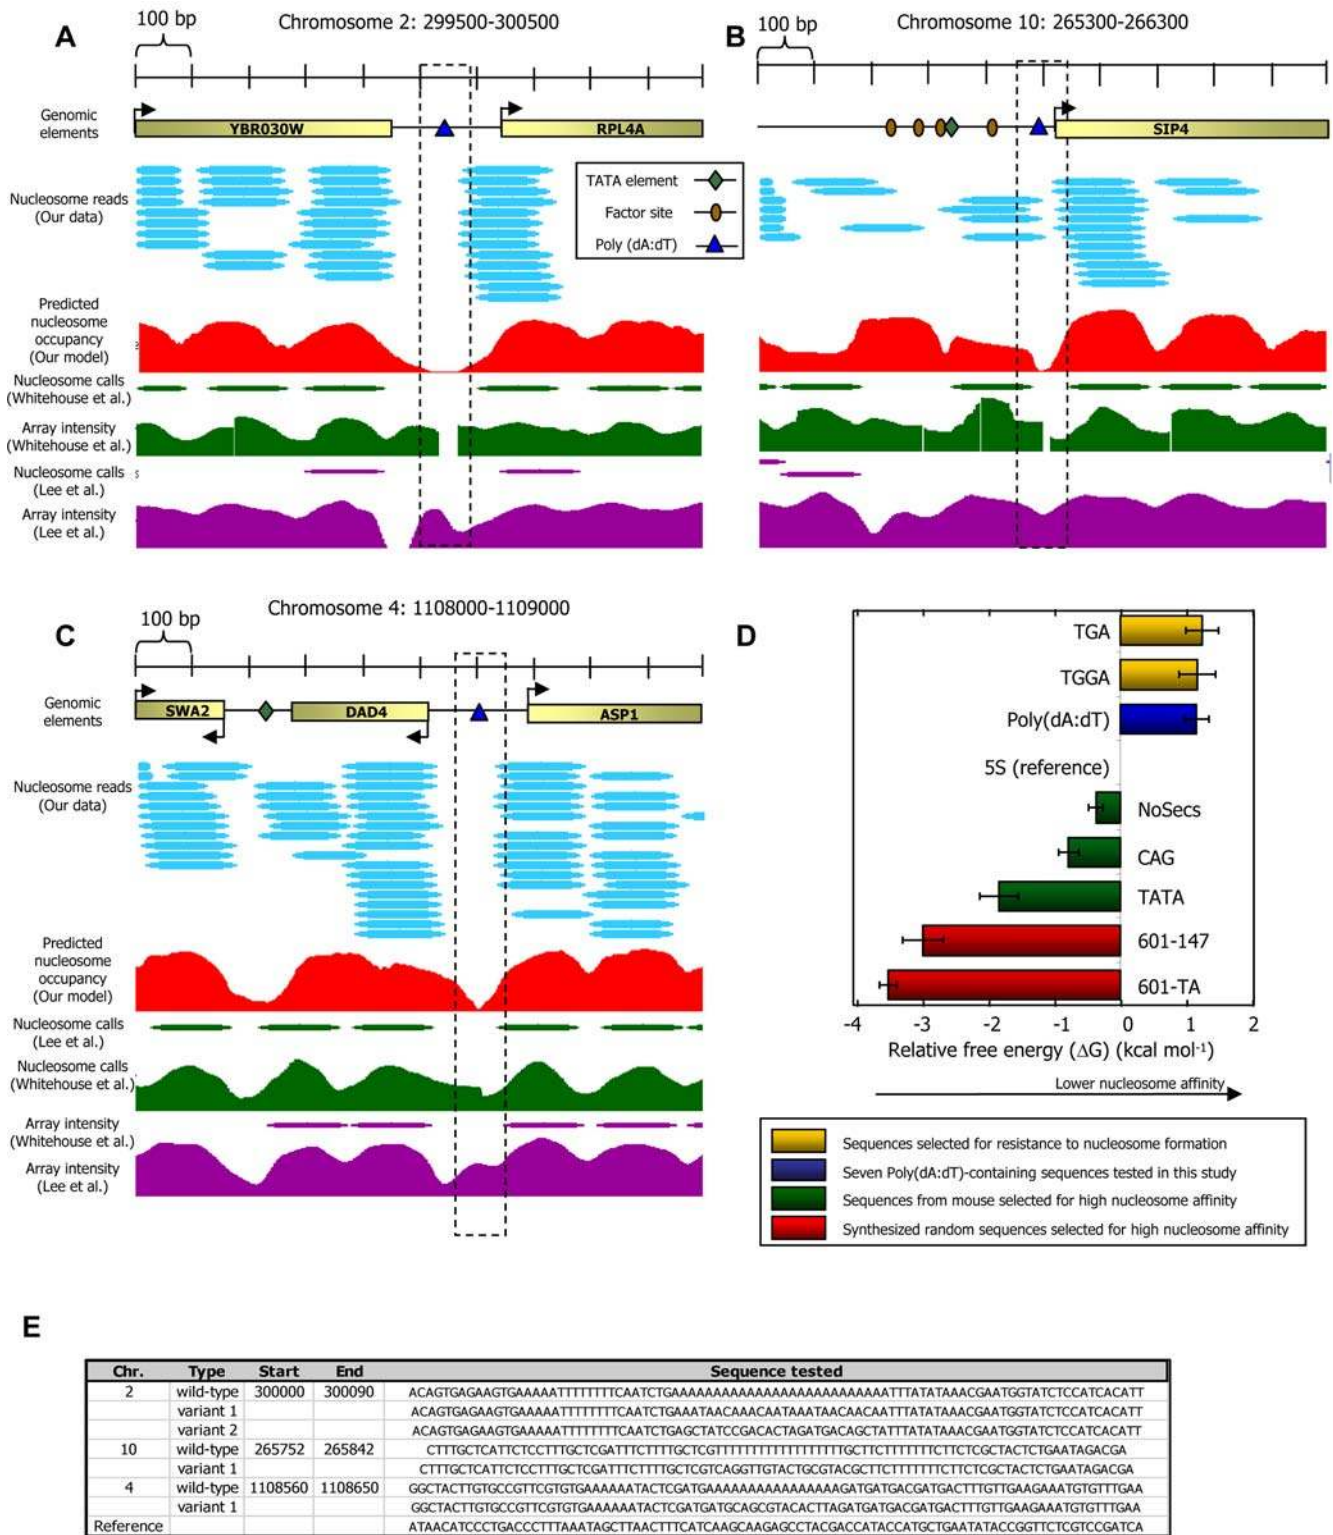 A
100 bp
Chromosome 2: 299500-300500
Genomic elements
YBR030W
RPL4A
Nucleosome reads
(Our data)
Predicted
nucleosome
occupancy
(Our model)
Nucleosome calls
(Whitehouse et al.)
Array intensity
(Whitehouse et al.)
Nucleosome calls
(Lee et al.)
Array intensity
(Lee et al.)
TATA element
Factor site
Poly (dA:dT)
B
100 bp
Chromosome 10: 265300-266300
SIP4
C
100 bp
Chromosome 4: 1108000-1109000
Genomic
elements
SWA2
DAD4
ASP1
Nucleosome reads
(Our data)
Predicted
nucleosome
occupancy
(Our model)
Nucleosome calls
(Lee et al.)
Nucleosome calls
(Whitehouse et al.)
Array intensity
(Whitehouse et al.)
Array intensity
(Lee et al.)
D
TGA
TGGA
Poly(dA:dT)
5S (reference)
NoSecs
CAG
TATA
601-147
601-TA
-4 -3 -2 -1 0 1 2
Relative free energy (ΔG) (kcal mol-1)
Lower nucleosome affinity
Sequences selected for resistance to nucleosome formation
Seven Poly(dA:dT)-containing sequences tested in this study
Sequences from mouse selected for high nucleosome affinity
Synthesized random sequences selected for high nucleosome affinity
E
Chr. Type Start End Sequence tested
2 wild-type 300000 300090
variant 1 ACAGTGAGAAGTGAAAAATTTTTTTTCAATCTGAAATAACAAACAATAAATAACAACAATTTATATAAACGAATGGTATCTCCATCACATT
variant 2 ACAGTGAGAAGTGAAAAATTTTTTTTCAATCTGAGCTATCCGACACTAGATGACAGCTATTTATATAAACGAATGGTATCTCCATCACATT
10 wild-type 265752 265842
variant 1 CTTTGCTCATTCTCCTTTGCTCGATTTCTTTTGCTCGTCAGGTTGTACTGCGTACGCTTCTTTTTTTCTTCTCGCTACTCTGAATAGACGA
4 wild-type 1108560 1108650
variant 1 GGCTACTTGTGCCGTTCGTGTGAAAAAATACTCGATGATGCAGCGTACACTTAGATGATGACGATGACTTTGTTGAAGAAATGTGTTTGAA
Reference ATAACATCCCTGACCCTTTAAATAGCTTAACTTTCATCAAGCAAGAGCCTACGACCATACCATGCTGAATATACCGGTTCTCGTCCGATCA